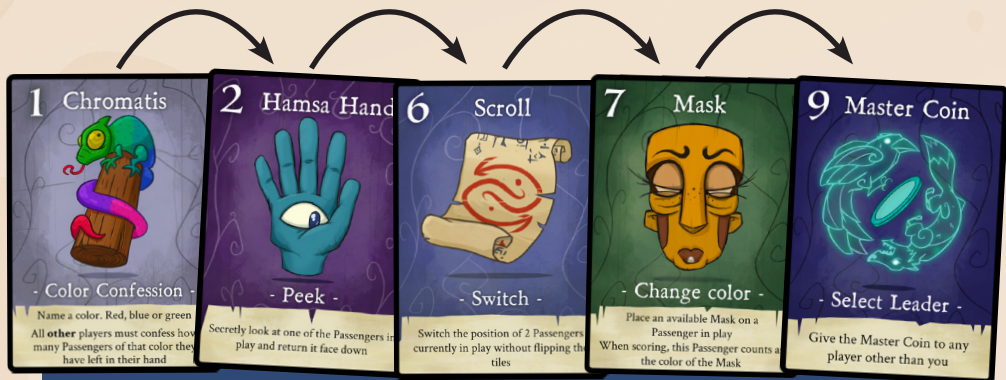 1 Chromatis
- Color Confession -
Name a color. Red, blue or green
All other players must confess how
many Passengers of that color they
have left in their hand
2 Hamsa Hand
- Peek -
Secretly look at one of the Passengers in
play and return it face down
6 Scroll
- Switch -
Switch the position of 2 Passengers
currently in play without flipping the
tiles
7 Mask
- Change color -
Place an available Mask on a
Passenger in play
When scoring, this Passenger counts as
the color of the Mask
9 Master Coin
- Select Leader -
Give the Master Coin to any
player other than you